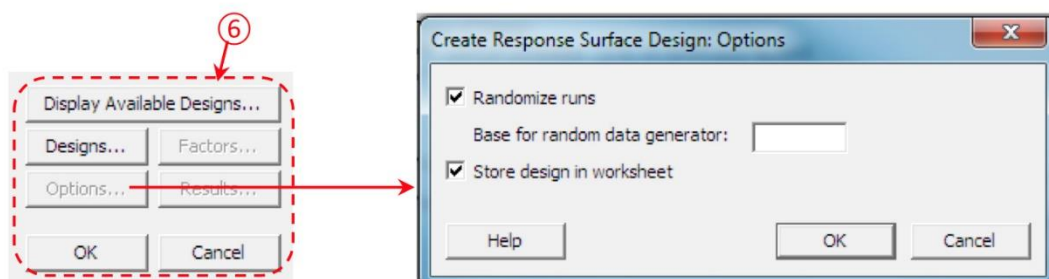 ⑥
Display Available Designs...
Designs... Factors...
Options... Results...
OK Cancel
Create Response Surface Design: Options
Randomize runs
Base for random data generator:
Store design in worksheet
Help OK Cancel